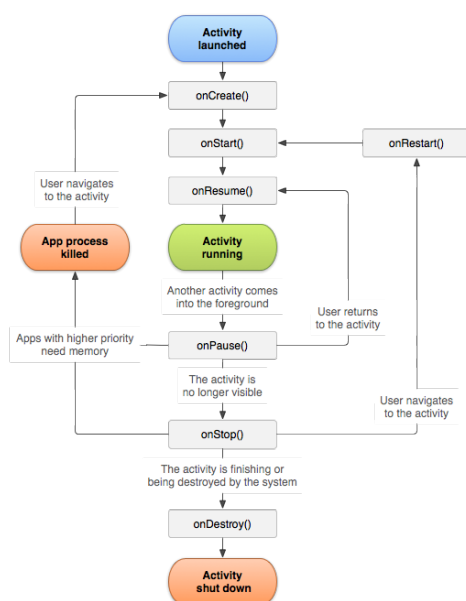 Activity
launched
onCreate()
onStart()
onRestart()
User navigates
to the activity
onResume()
App process
killed
Activity
running
Another activity comes
into the foreground
User returns
to the activity
Apps with higher priority
need memory
onPause()
The activity is
no longer visible
User navigates
to the activity
onStop()
The activity is finishing or
being destroyed by the system
onDestroy()
Activity
shut down